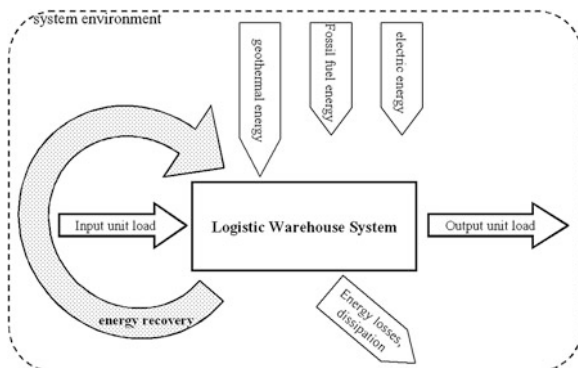 system environment
geothermal energy
Fossil fuel energy
electric energy
Input unit load
Logistic Warehouse System
Output unit load
energy recovery
Energy losses,
dissipation